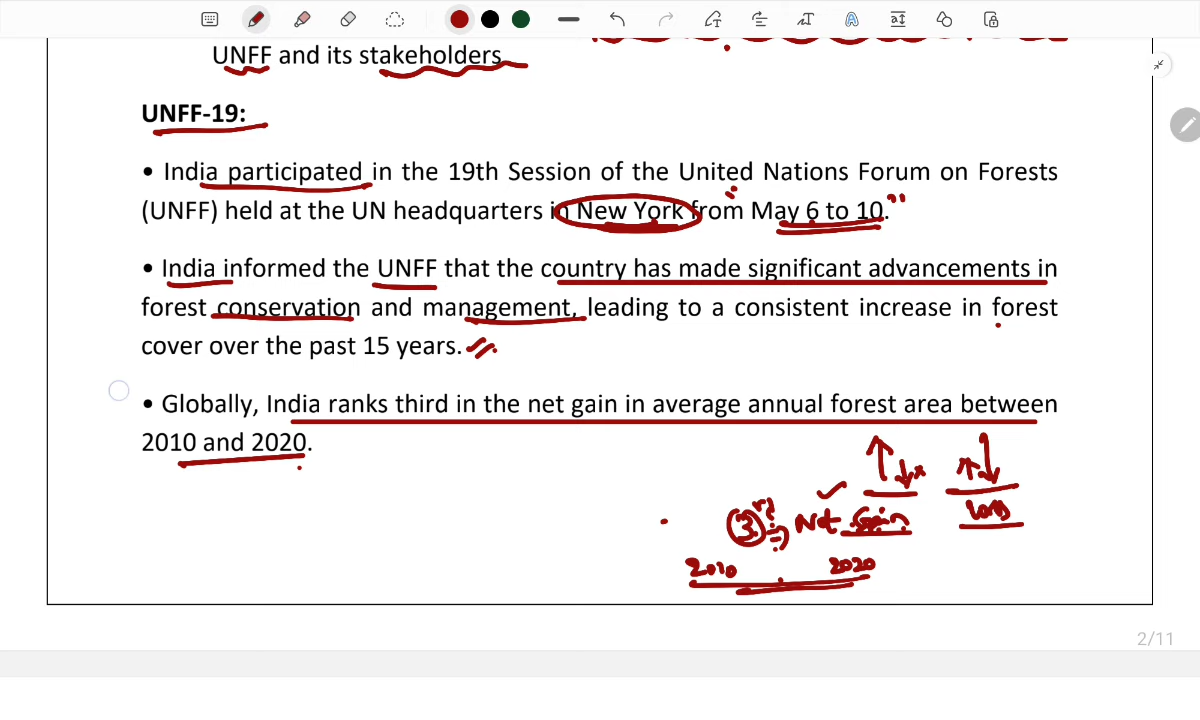 UNFF and its stakeholders
UNFF-19:
• India participated in the 19th Session of the United Nations Forum on Forests
(UNFF) held at the UN headquarters in New York from May 6 to 10.
• India informed the UNFF that the country has made significant advancements in
forest conservation and management, leading to a consistent increase in forest
cover over the past 15 years.
• Globally, India ranks third in the net gain in average annual forest area between
2010 and 2020.
3rd Net Gain
Loss
2010 2020
2/11